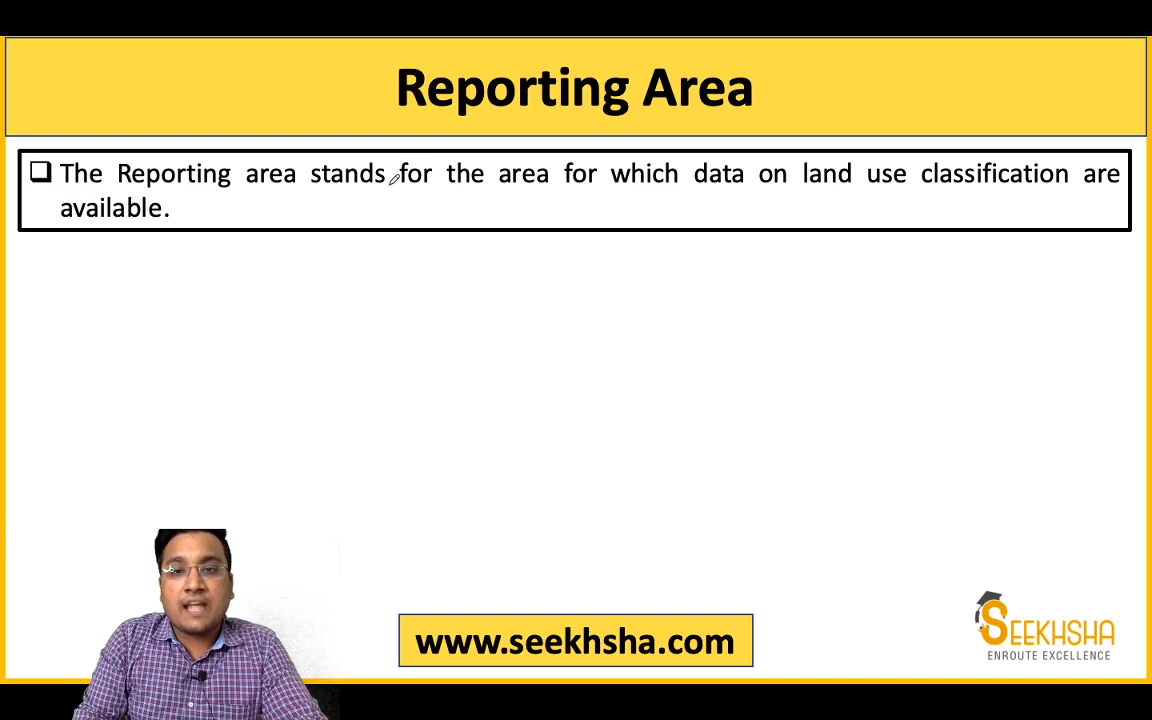 Reporting Area
The Reporting area stands for the area for which data on land use classification are
available.
www.seekhsha.com
SEEKHSHA
ENROUTE EXCELLENCE